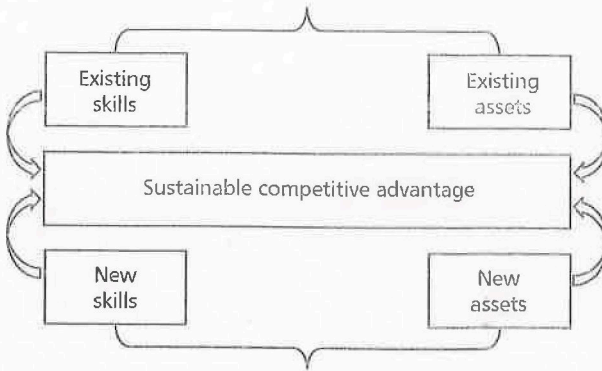 Existing
skills
Existing
assets
Sustainable competitive advantage
New
skills
New
assets